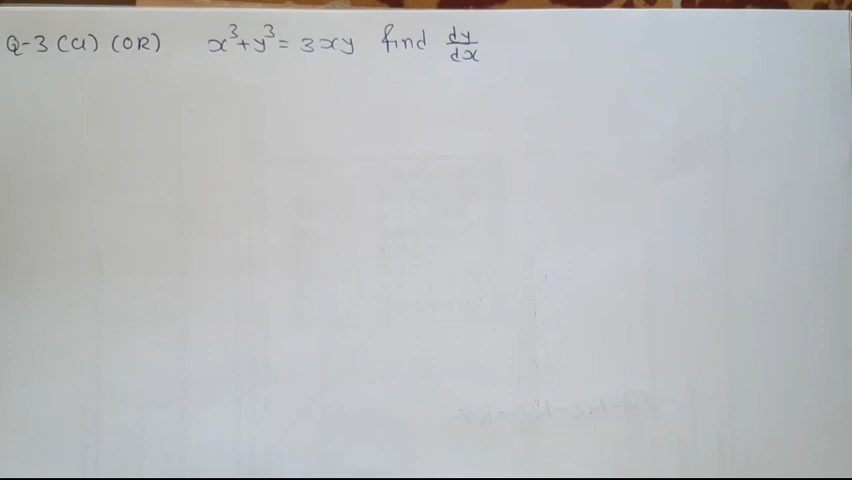 Q-3 (a) (OR) x³+y³ = 3xy find dy/dx